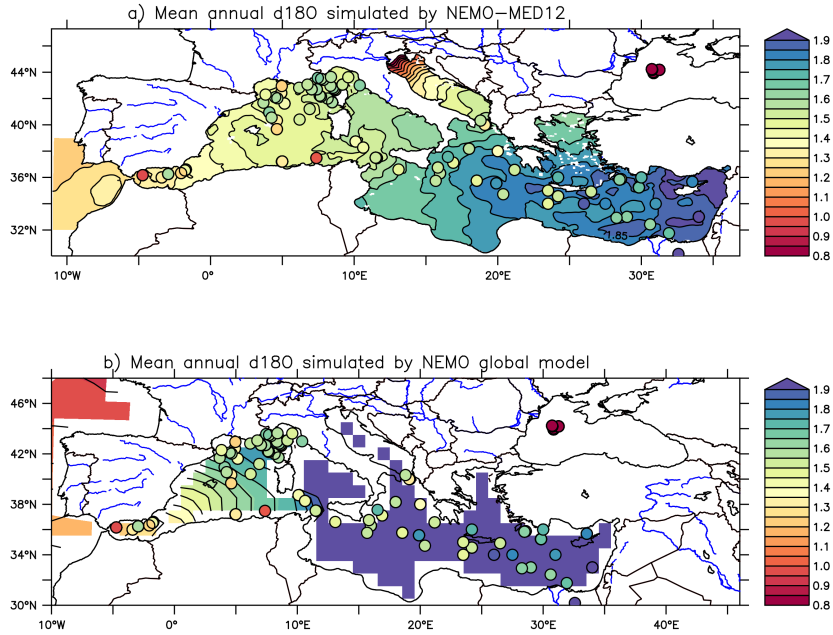 a) Mean annual d18O simulated by NEMO-MED12
44°N
40°N
36°N
32°N
10°W 0° 10°E 20°E 30°E
1.85
1.9
1.8
1.7
1.6
1.5
1.4
1.3
1.2
1.1
1.0
0.9
0.8
b) Mean annual d18O simulated by NEMO global model
46°N
42°N
38°N
34°N
30°N
10°W 0° 10°E 20°E 30°E 40°E
1.9
1.8
1.7
1.6
1.5
1.4
1.3
1.2
1.1
1.0
0.9
0.8